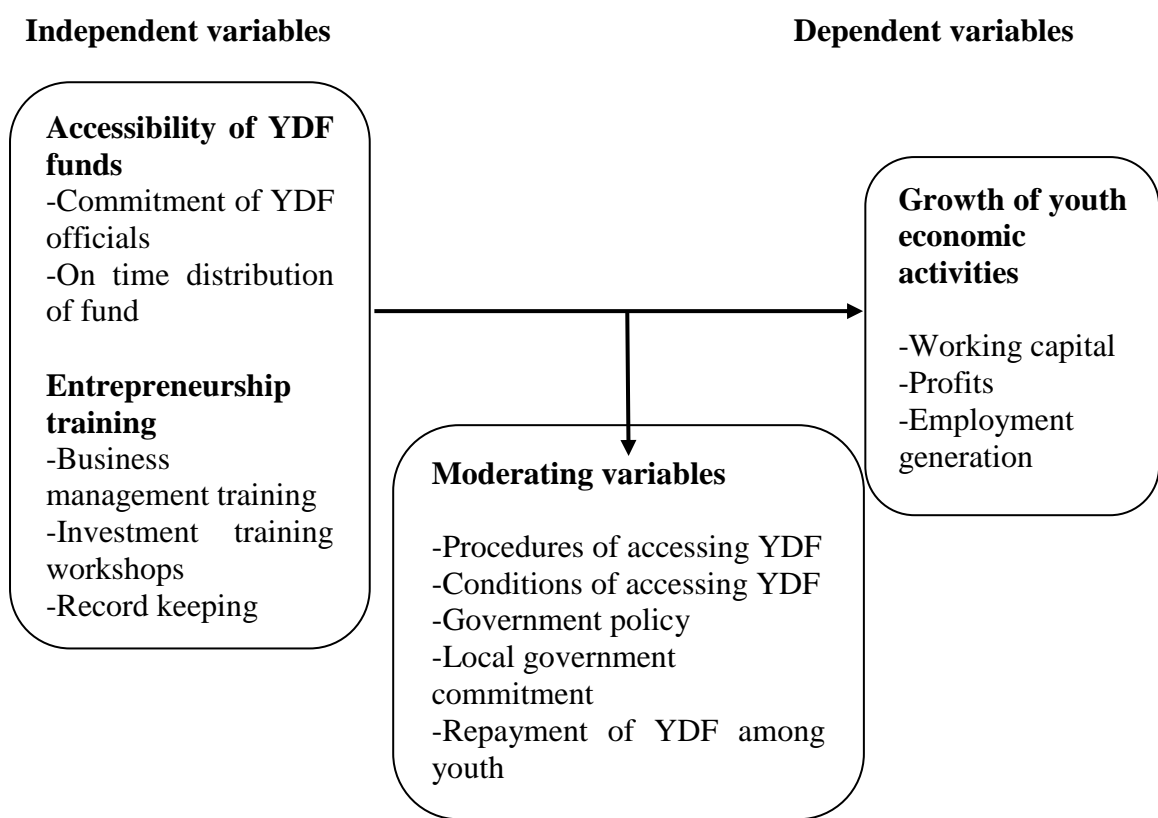 Independent variables
Dependent variables
Accessibility of YDF
funds
-Commitment of YDF
officials
-On time distribution
of fund
Entrepreneurship
training
-Business
management training
-Investment training
workshops
-Record keeping
Growth of youth
economic
activities
-Working capital
-Profits
-Employment
generation
Moderating variables
-Procedures of accessing YDF
-Conditions of accessing YDF
-Government policy
-Local government
commitment
-Repayment of YDF among
youth